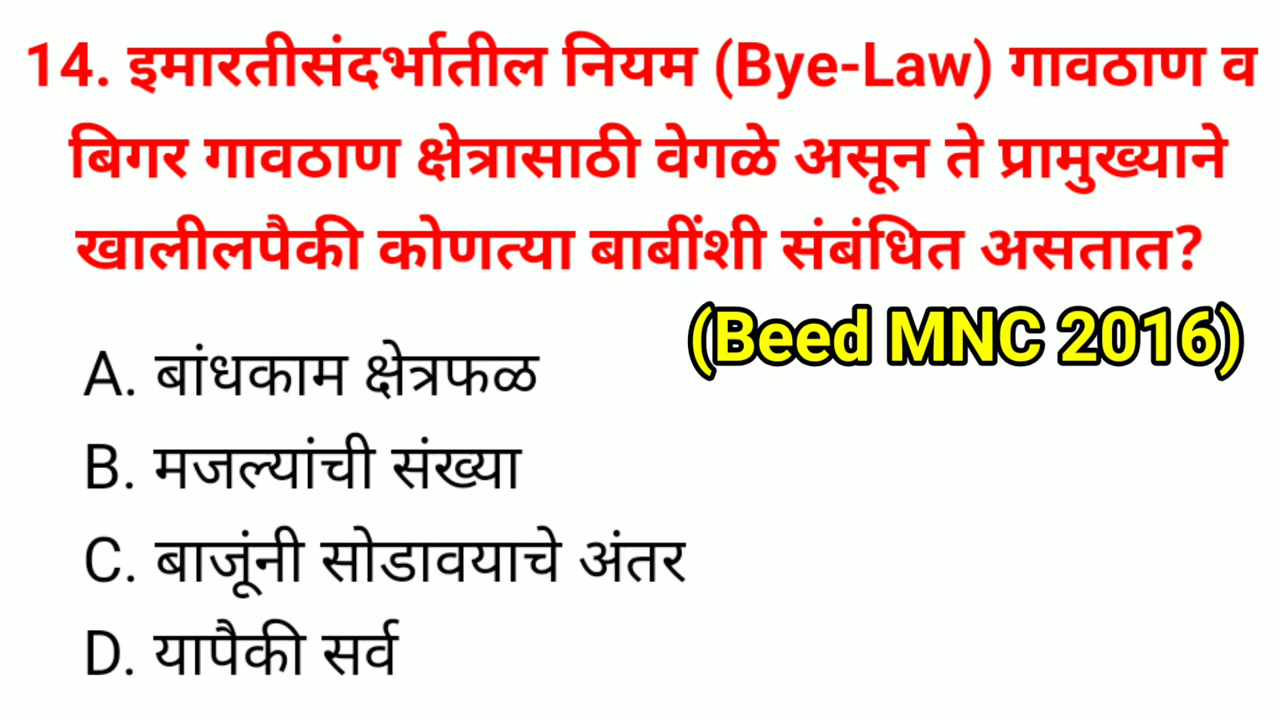 14. इमारतीसंदर्भातील नियम (Bye-Law) गावठाण व
बिगर गावठाण क्षेत्रासाठी वेगळे असून ते प्रामुख्याने
खालीलपैकी कोणत्या बाबींशी संबंधित असतात?
(Beed MNC 2016)
A. बांधकाम क्षेत्रफळ
B. मजल्यांची संख्या
C. बाजूंनी सोडावयाचे अंतर
D. यापैकी सर्व